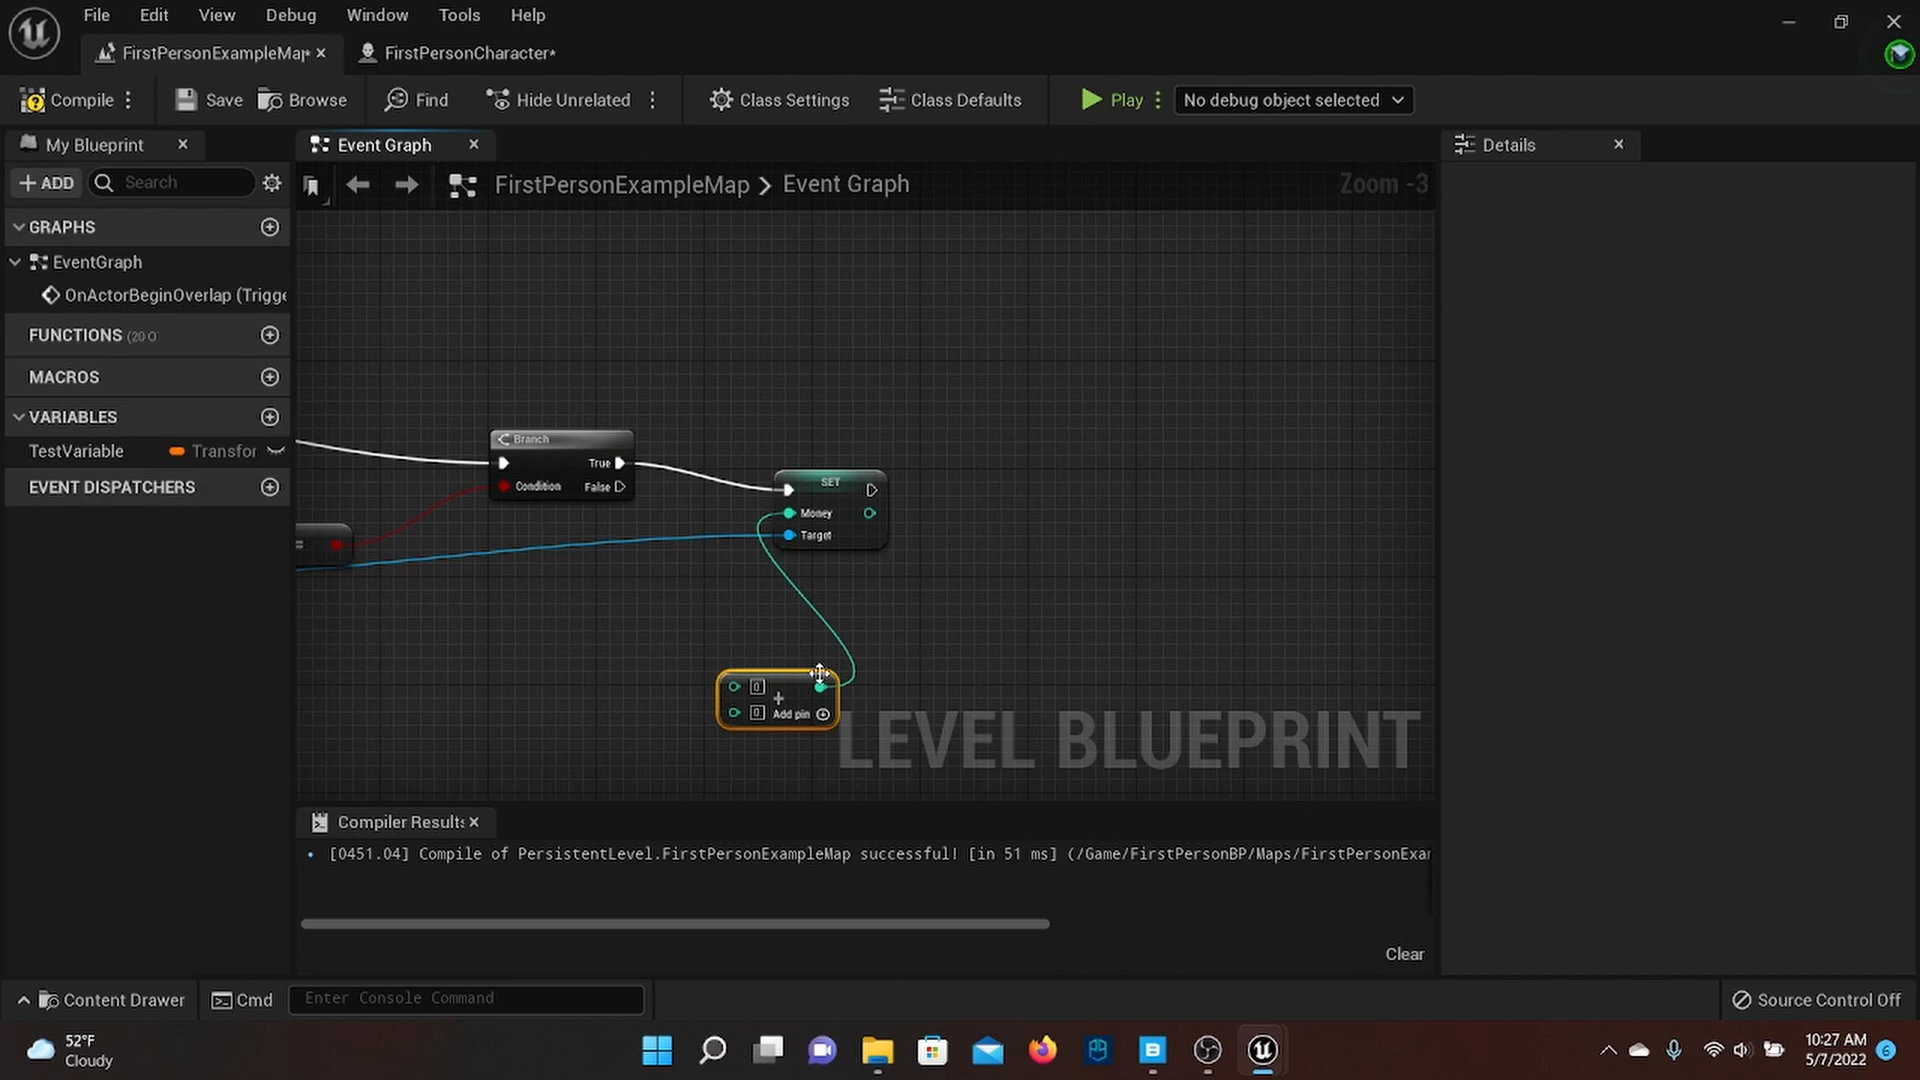 File Edit View Debug Window Tools Help
FirstPersonExampleMap*
FirstPersonCharacter*
Compile Save Browse Find Hide Unrelated Class Settings Class Defaults Play No debug object selected
My Blueprint
ADD Search
GRAPHS
EventGraph
OnActorBeginOverlap (Trigge
FUNCTIONS (20 O
MACROS
VARIABLES
TestVariable Transfor
EVENT DISPATCHERS
Event Graph
FirstPersonExampleMap > Event Graph Zoom -3
Branch
True
Condition False
SET
Money
Target
=
0
+
0 Add pin
LEVEL BLUEPRINT
Compiler Results
• [0451.04] Compile of PersistentLevel.FirstPersonExampleMap successful! [in 51 ms] (/Game/FirstPersonBP/Maps/FirstPersonExar
Clear
Details
Content Drawer Cmd Enter Console Command Source Control Off
52°F
Cloudy
10:27 AM
5/7/2022
6